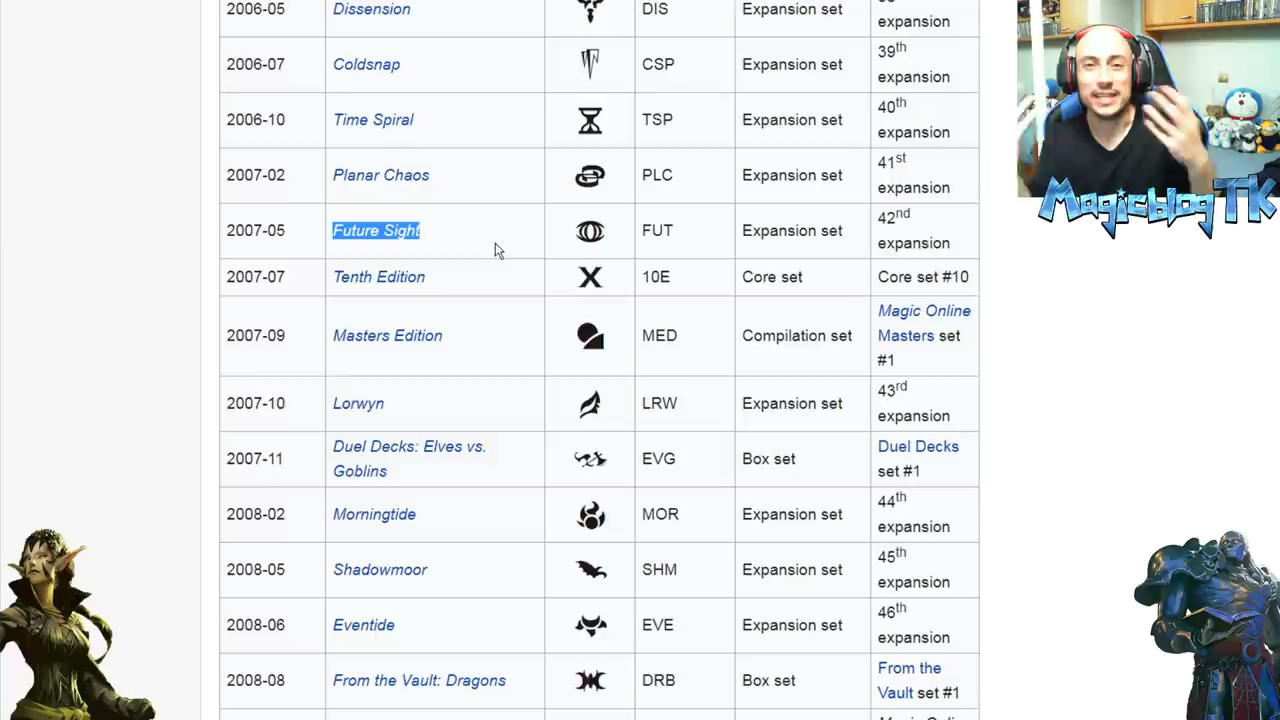 2006-05 Dissension DIS Expansion set
expansion
2006-07 Coldsnap CSP Expansion set 39th
expansion
2006-10 Time Spiral TSP Expansion set 40th
expansion
2007-02 Planar Chaos PLC Expansion set 41st
expansion
2007-05 Future Sight FUT Expansion set 42nd
expansion
2007-07 Tenth Edition X 10E Core set Core set #10
2007-09 Masters Edition MED Compilation set Magic Online
Masters set
#1
2007-10 Lorwyn LRW Expansion set 43rd
expansion
2007-11 Duel Decks: Elves vs.
Goblins EVG Box set Duel Decks
set #1
2008-02 Morningtide MOR Expansion set 44th
expansion
2008-05 Shadowmoor SHM Expansion set 45th
expansion
2008-06 Eventide EVE Expansion set 46th
expansion
2008-08 From the Vault: Dragons DRB Box set From the
Vault set #1
MagicblogTK